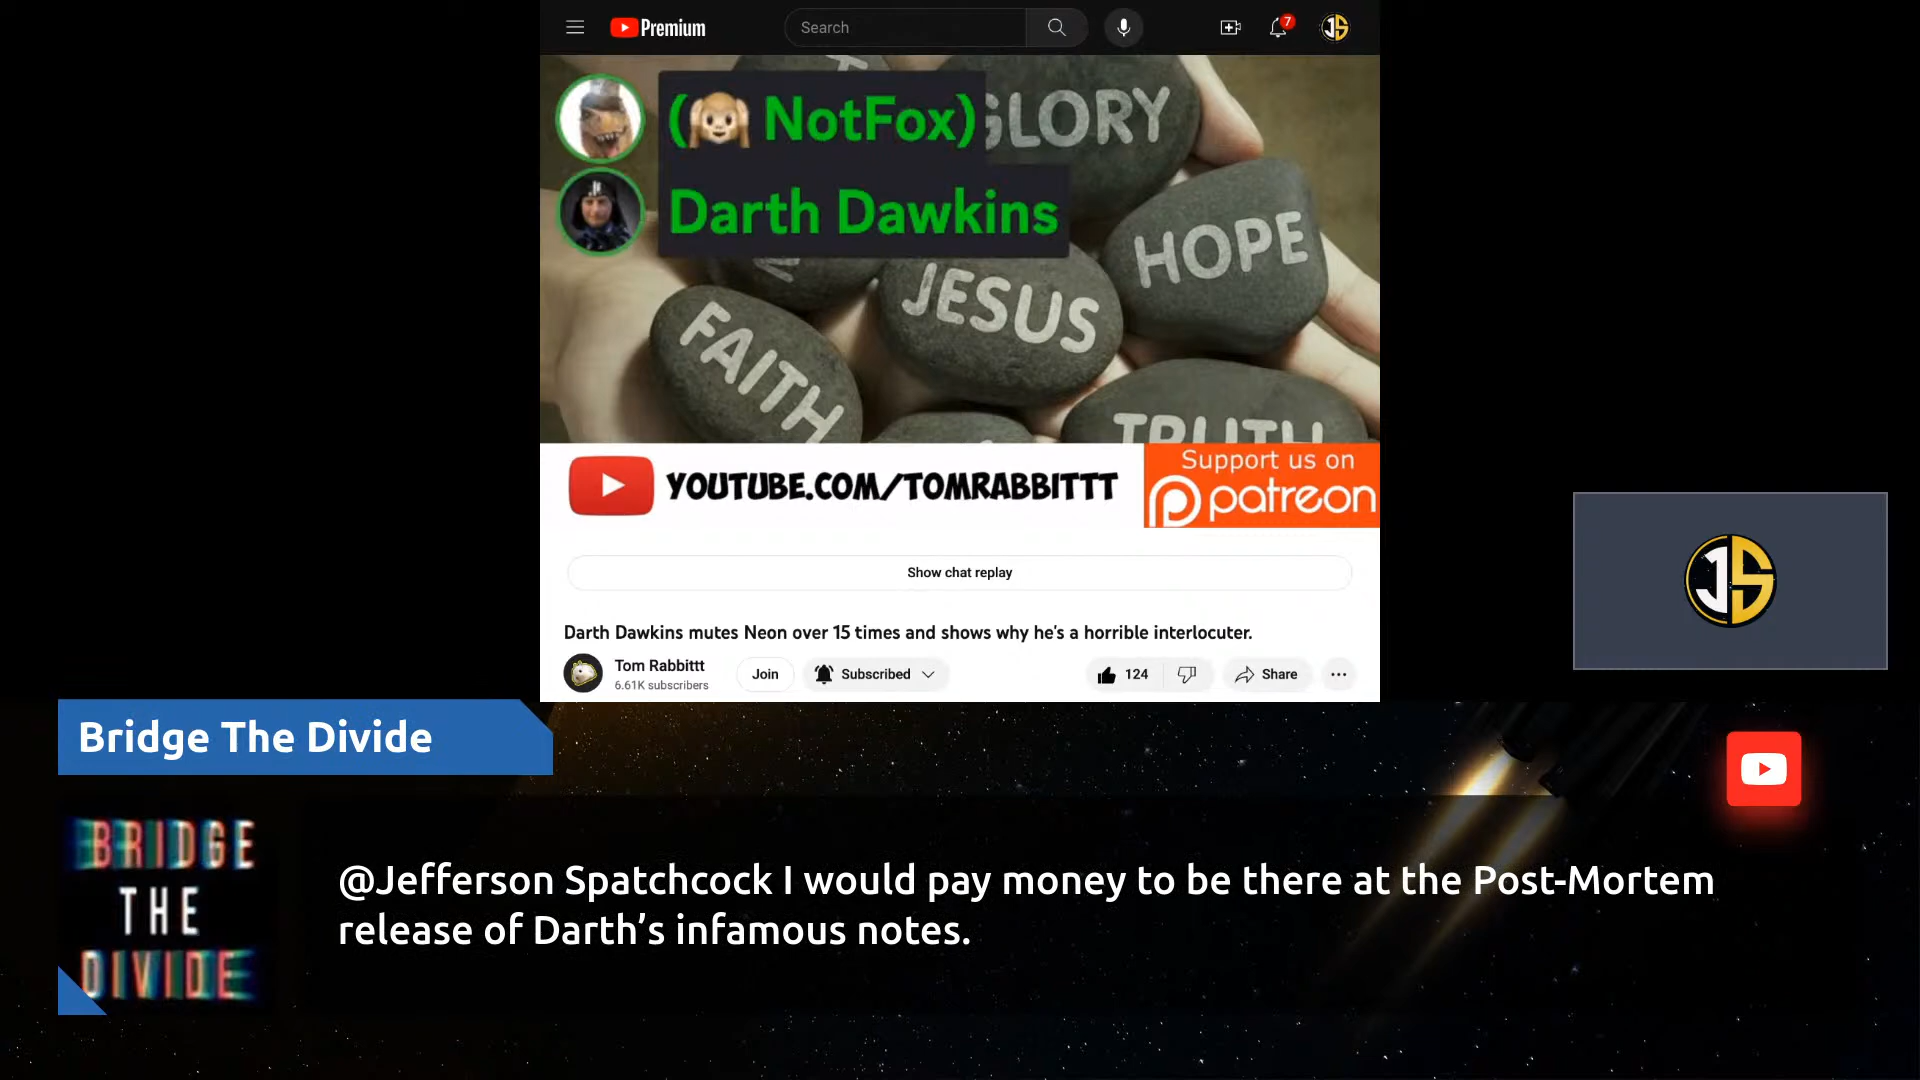 Premium
Search
7
JS
(🙉 NotFox)
GLORY
Darth Dawkins
HOPE
JESUS
FAITH
TRUTH
YOUTUBE.COM/TOMRABBITTT
Support us on
patreon
Show chat replay
JS
Darth Dawkins mutes Neon over 15 times and shows why he's a horrible interlocuter.
Tom Rabbittt
6.61K subscribers
Join
Subscribed
124
Share
Bridge The Divide
BRIDGE
THE
DIVIDE
@Jefferson Spatchcock I would pay money to be there at the Post-Mortem
release of Darth’s infamous notes.